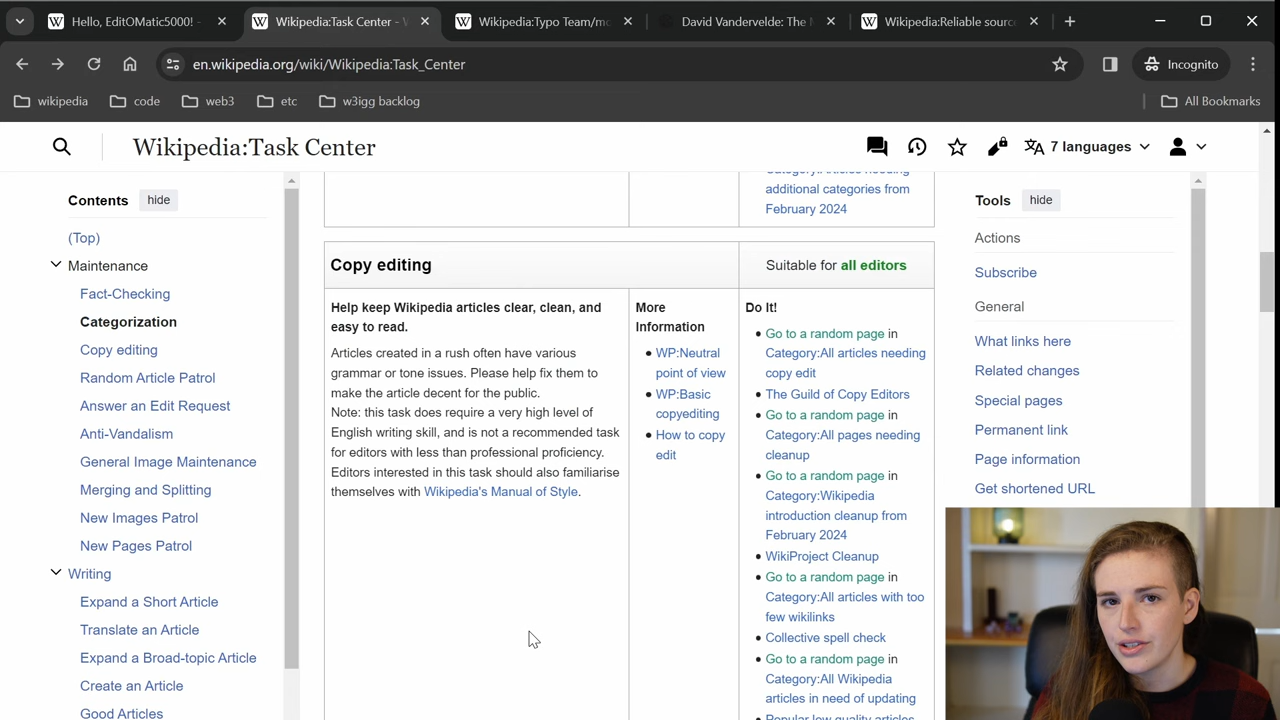 Hello, EditOMatic5000! -
Wikipedia:Task Center -
Wikipedia:Typo Team/mo
David Vandervelde: The M
Wikipedia:Reliable source
en.wikipedia.org/wiki/Wikipedia:Task_Center
Incognito
wikipedia
code
web3
etc
w3igg backlog
All Bookmarks
Wikipedia:Task Center
7 languages
Contents
hide
(Top)
Maintenance
Fact-Checking
Categorization
Copy editing
Random Article Patrol
Answer an Edit Request
Anti-Vandalism
General Image Maintenance
Merging and Splitting
New Images Patrol
New Pages Patrol
Writing
Expand a Short Article
Translate an Article
Expand a Broad-topic Article
Create an Article
Good Articles
Category:Articles needing
additional categories from
February 2024
Copy editing
Suitable for all editors
Help keep Wikipedia articles clear, clean, and
easy to read.
Articles created in a rush often have various
grammar or tone issues. Please help fix them to
make the article decent for the public.
Note: this task does require a very high level of
English writing skill, and is not a recommended task
for editors with less than professional proficiency.
Editors interested in this task should also familiarise
themselves with Wikipedia's Manual of Style.
More
Information
WP:Neutral
point of view
WP:Basic
copyediting
How to copy
edit
Do It!
Go to a random page in
Category:All articles needing
copy edit
The Guild of Copy Editors
Go to a random page in
Category:All pages needing
cleanup
Go to a random page in
Category:Wikipedia
introduction cleanup from
February 2024
WikiProject Cleanup
Go to a random page in
Category:All articles with too
few wikilinks
Collective spell check
Go to a random page in
Category:All Wikipedia
articles in need of updating
Popular low quality articles
Tools
hide
Actions
Subscribe
General
What links here
Related changes
Special pages
Permanent link
Page information
Get shortened URL